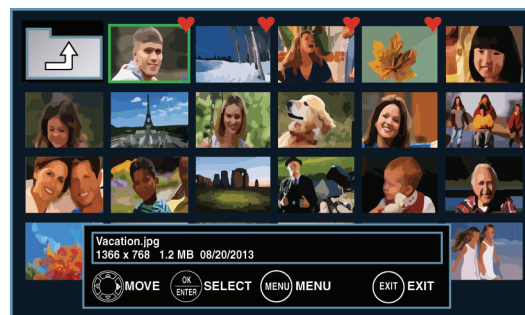 Vacation.jpg
1366 x 768 1.2 MB 08/20/2013
MOVE OK ENTER SELECT MENU MENU EXIT EXIT